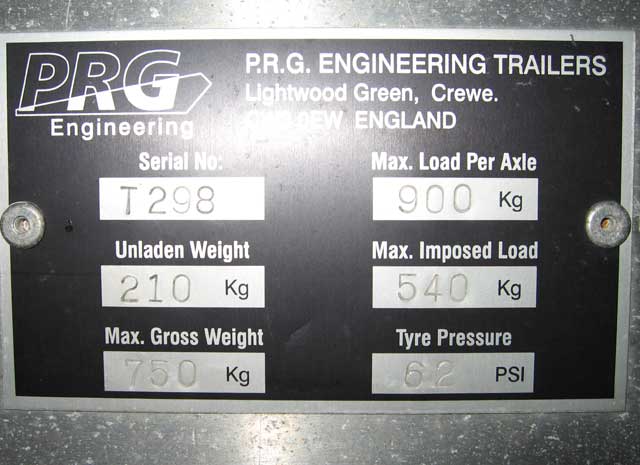 PRG
Engineering
P.R.G. ENGINEERING TRAILERS
Lightwood Green, Crewe.
0EW ENGLAND
Serial No:
T298
Max. Load Per Axle
900 Kg
Unladen Weight
210 Kg
Max. Imposed Load
540 Kg
Max. Gross Weight
750 Kg
Tyre Pressure
62 PSI